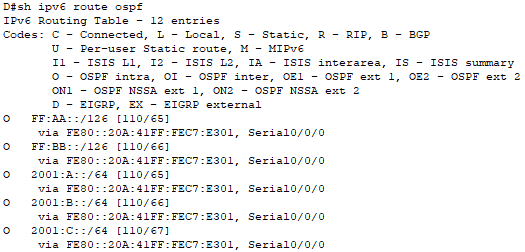 D#sh ipv6 route ospf
IPv6 Routing Table - 12 entries
Codes: C - Connected, L - Local, S - Static, R - RIP, B - BGP
U - Per-user Static route, M - MIPv6
I1 - ISIS L1, I2 - ISIS L2, IA - ISIS interarea, IS - ISIS summary
O - OSPF intra, OI - OSPF inter, OE1 - OSPF ext 1, OE2 - OSPF ext 2
ON1 - OSPF NSSA ext 1, ON2 - OSPF NSSA ext 2
D - EIGRP, EX - EIGRP external
O FF:AA::/126 [110/65]
via FE80::20A:41FF:FEC7:E301, Serial0/0/0
O FF:BB::/126 [110/66]
via FE80::20A:41FF:FEC7:E301, Serial0/0/0
O 2001:A::/64 [110/65]
via FE80::20A:41FF:FEC7:E301, Serial0/0/0
O 2001:B::/64 [110/66]
via FE80::20A:41FF:FEC7:E301, Serial0/0/0
O 2001:C::/64 [110/67]
via FE80::20A:41FF:FEC7:E301, Serial0/0/0